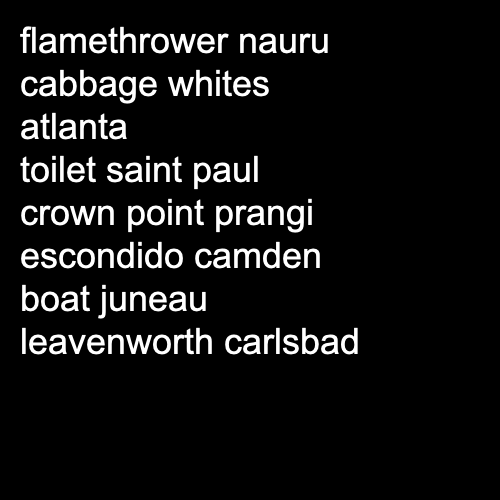 flamethrower nauru
cabbage whites
atlanta
toilet saint paul
crown point prangi
escondido camden
boat juneau
leavenworth carlsbad